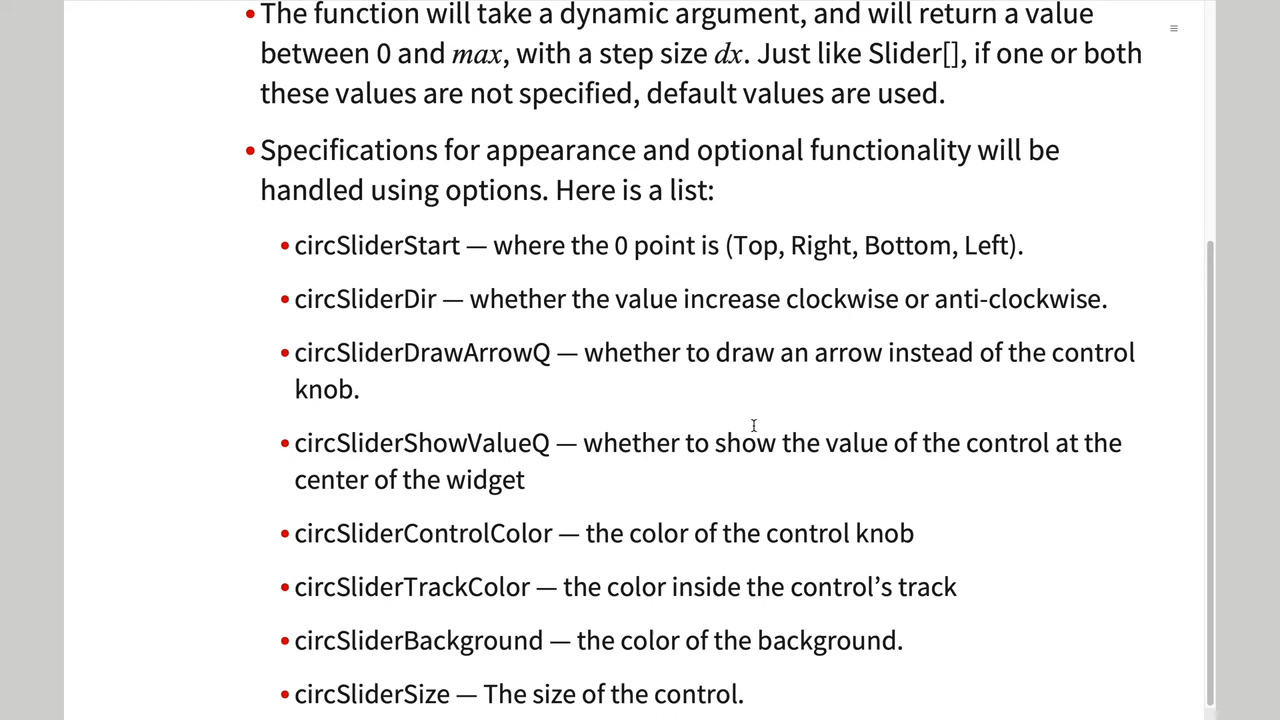 • The function will take a dynamic argument, and will return a value
between 0 and max, with a step size dx. Just like Slider[], if one or both
these values are not specified, default values are used.
• Specifications for appearance and optional functionality will be
handled using options. Here is a list:
• circSliderStart — where the 0 point is (Top, Right, Bottom, Left).
• circSliderDir — whether the value increase clockwise or anti-clockwise.
• circSliderDrawArrowQ — whether to draw an arrow instead of the control
knob.
• circSliderShowValueQ — whether to show the value of the control at the
center of the widget
• circSliderControlColor — the color of the control knob
• circSliderTrackColor — the color inside the control’s track
• circSliderBackground — the color of the background.
• circSliderSize — The size of the control.